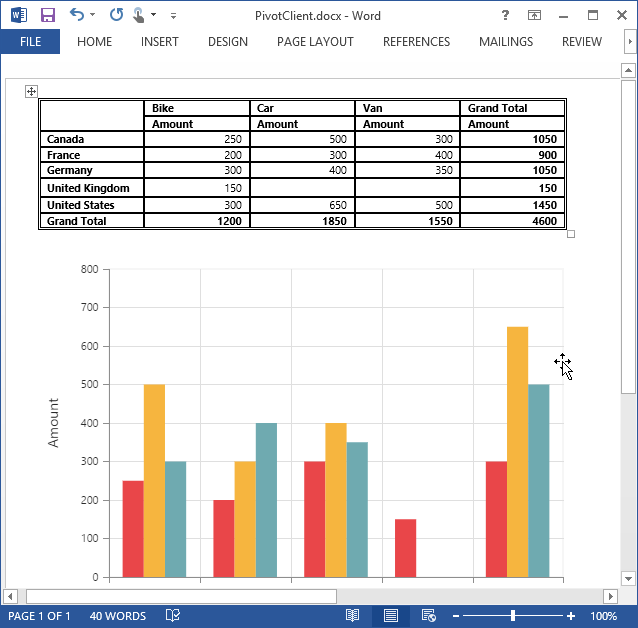 PivotClient.docx - Word
?
FILE HOME INSERT DESIGN PAGE LAYOUT REFERENCES MAILINGS REVIEW
Bike Car Van Grand Total
Amount Amount Amount Amount
Canada 250 500 300 1050
France 200 300 400 900
Germany 300 400 350 1050
United Kingdom 150 150
United States 300 650 500 1450
Grand Total 1200 1850 1550 4600
800
700
600
500
400
300
200
100
0
Amount
PAGE 1 OF 1 40 WORDS 100%